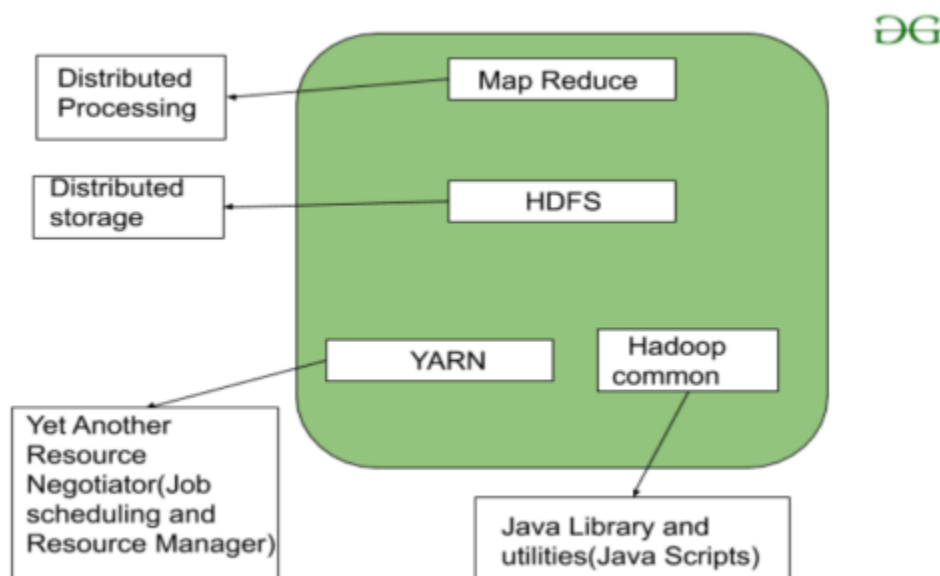 Distributed
Processing
Map Reduce
Distributed
storage
HDFS
YARN
Hadoop
common
Yet Another
Resource
Negotiator(Job
scheduling and
Resource Manager)
Java Library and
utilities(Java Scripts)